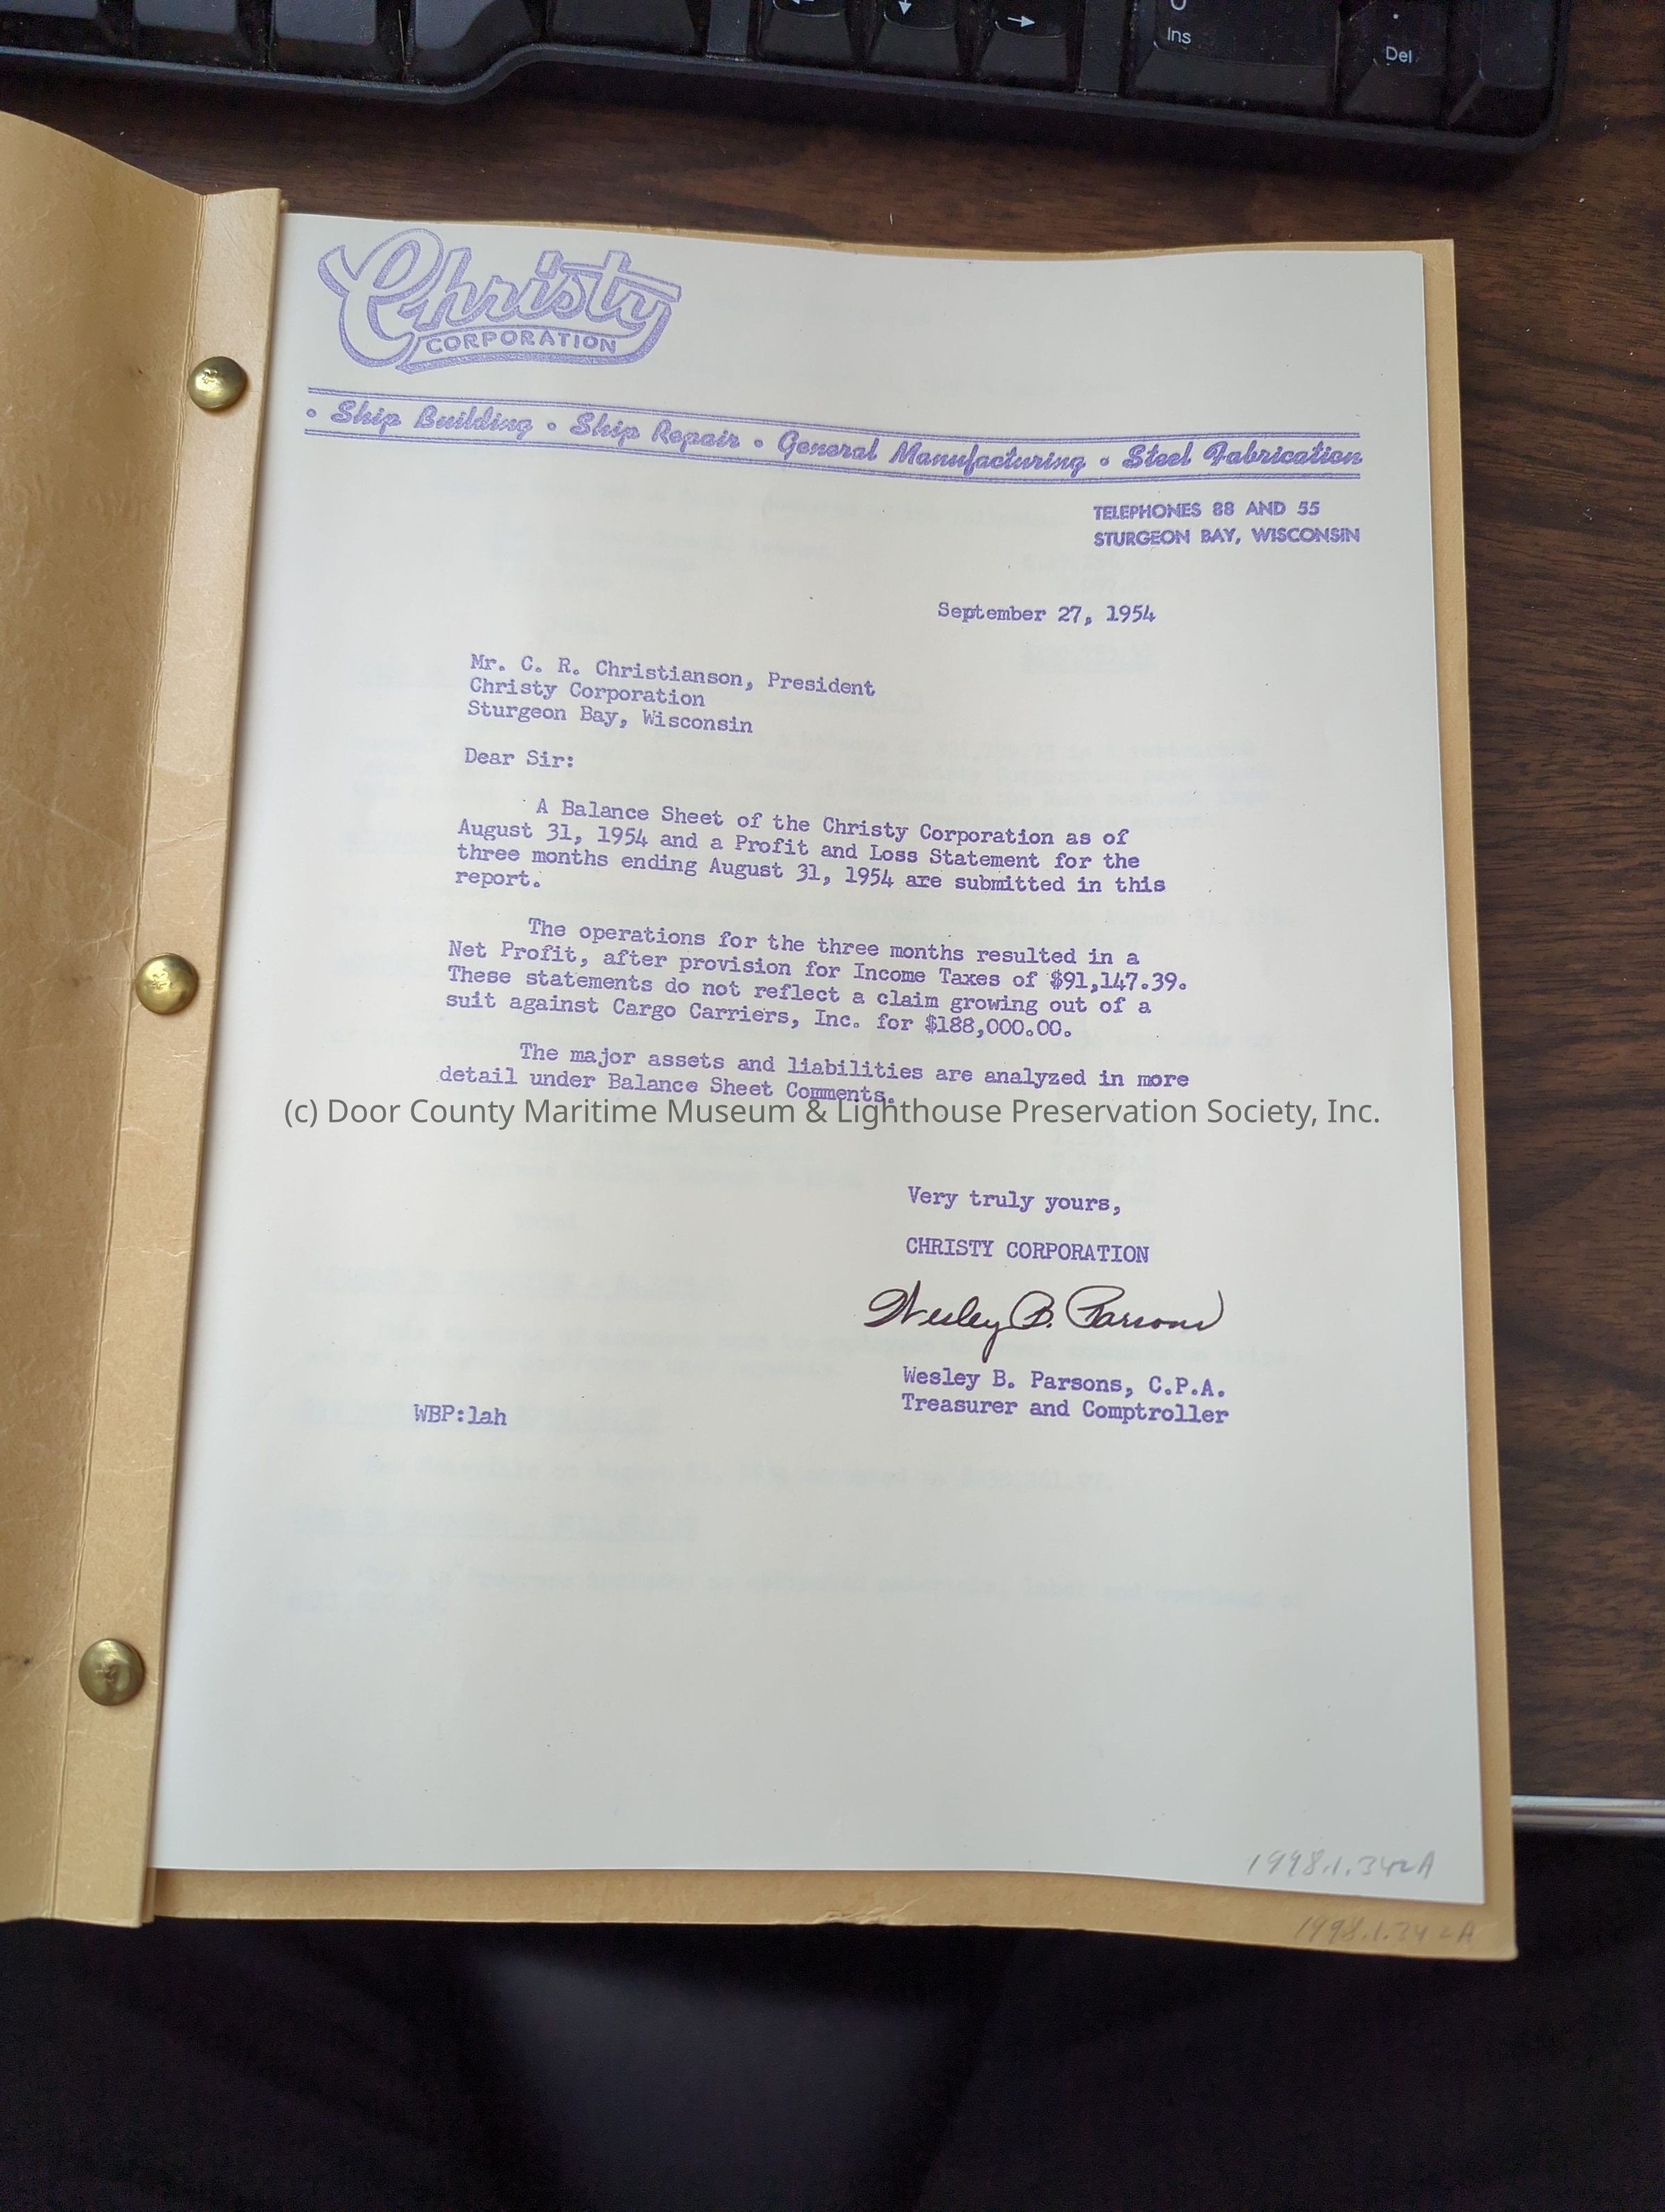 Ins
Del
Christy
CORPORATION
• Ship Building • Ship Repair • General Manufacturing • Steel Fabrication
TELEPHONES 88 AND 55
STURGEON BAY, WISCONSIN
September 27, 1954
Mr. C. R. Christianson, President
Christy Corporation
Sturgeon Bay, Wisconsin
Dear Sir:
A Balance Sheet of the Christy Corporation as of
August 31, 1954 and a Profit and Loss Statement for the
three months ending August 31, 1954 are submitted in this
report.
The operations for the three months resulted in a
Net Profit, after provision for Income Taxes of $91,147.39.
These statements do not reflect a claim growing out of a
suit against Cargo Carriers, Inc. for $188,000.00.
The major assets and liabilities are analyzed in more
detail under Balance Sheet Comments.
(c) Door County Maritime Museum & Lighthouse Preservation Society, Inc.
Very truly yours,
CHRISTY CORPORATION
Wesley B. Parsons
Wesley B. Parsons, C.P.A.
Treasurer and Comptroller
WBP:lah
1998.1.342A
1998.1.342A